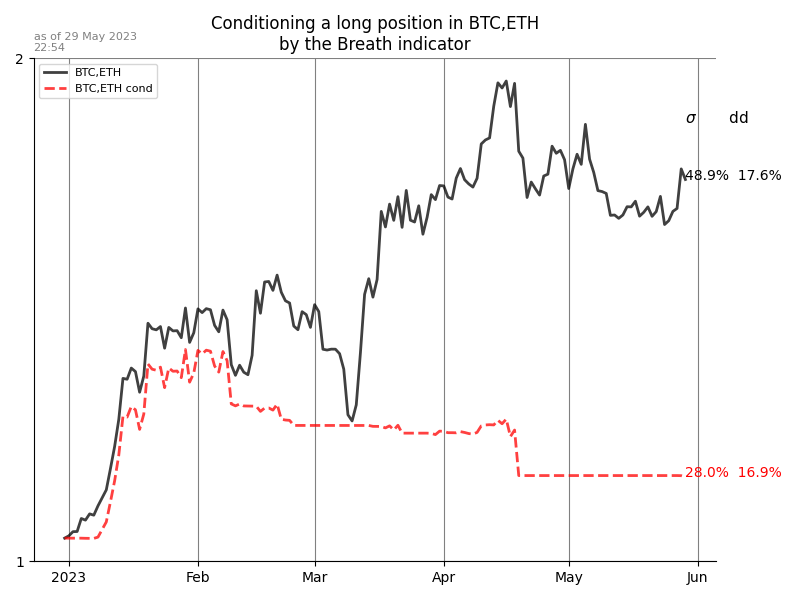 Conditioning a long position in BTC,ETH
by the Breath indicator
as of 29 May 2023
22:54
2
BTC,ETH
BTC,ETH cond
σ dd
48.9% 17.6%
28.0% 16.9%
1
2023 Feb Mar Apr May Jun